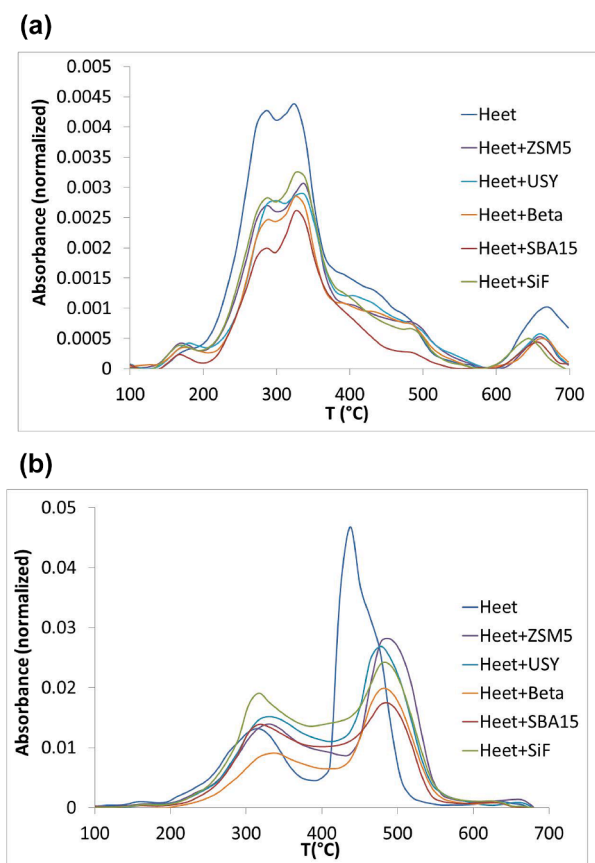 (a)
0.005
0.0045
0.004
0.0035
0.003
0.0025
0.002
0.0015
0.001
0.0005
0
Absorbance (normalized)
100 200 300 400 500 600 700
T (°C)
Heet
Heet+ZSM5
Heet+USY
Heet+Beta
Heet+SBA15
Heet+SiF
(b)
0.05
0.04
0.03
0.02
0.01
0
Absorbance (normalized)
100 200 300 400 500 600 700
T(°C)
Heet
Heet+ZSM5
Heet+USY
Heet+Beta
Heet+SBA15
Heet+SiF